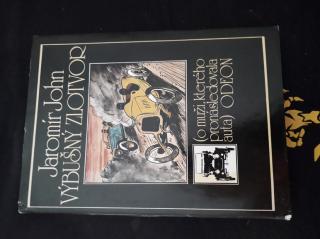 Jaromír John
VÝBUŠNÝ ZLOTVOR
(o muži, kterého
pronásledovala
auta) ODEON